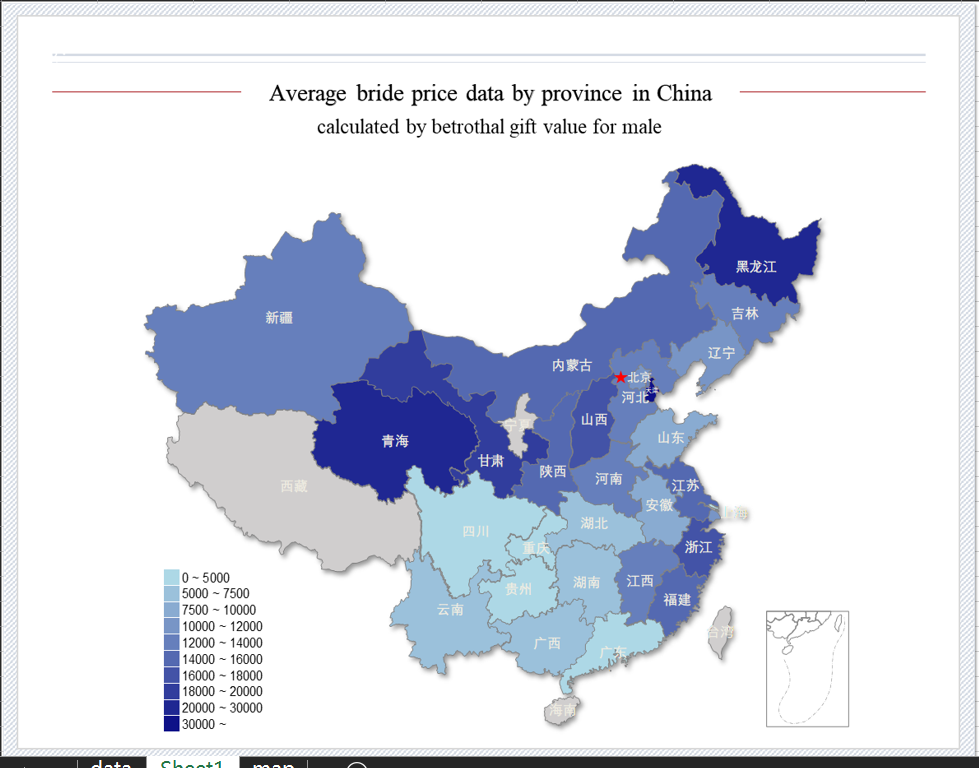 Average bride price data by province in China
calculated by betrothal gift value for male
黑龙江
吉林
新疆
辽宁
内蒙古
北京
河北
山西
宁夏
青海
山东
甘肃
陕西
河南
西藏
江苏
安徽
上海
湖北
四川
重庆
浙江
湖南
江西
贵州
福建
云南
台湾
广西
广东
海南
0 ~ 5000
5000 ~ 7500
7500 ~ 10000
10000 ~ 12000
12000 ~ 14000
14000 ~ 16000
16000 ~ 18000
18000 ~ 20000
20000 ~ 30000
30000 ~
data Sheet1 map